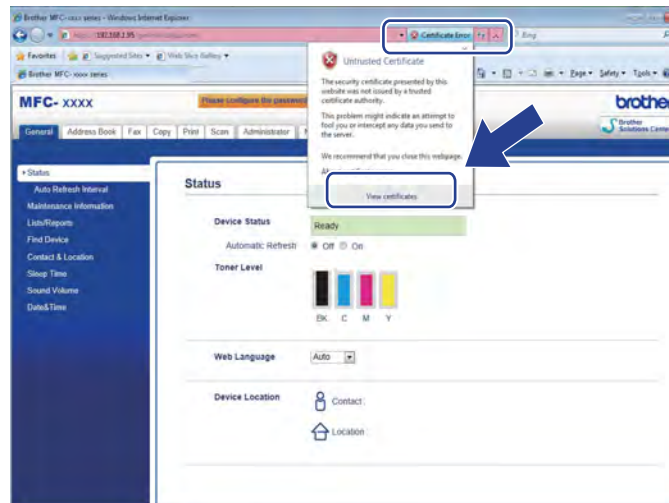 Brother MFC-xxxx series - Windows Internet Explorer
Certificate Error
Bing
Favorites Suggested Sites Web Slice Gallery
Brother MFC- xxxx series
Page Safety Tools
Untrusted Certificate
The security certificate presented by this
website was not issued by a trusted
certificate authority.
This problem might indicate an attempt to
fool you or intercept any data you send to
the server.
We recommend that you close this webpage.
View certificates
MFC- XXXX
Please configure the password
brother
General Address Book Fax Copy Print Scan Administrator
Brother
Solutions Center
Status
Auto Refresh Interval
Maintenance Information
Lists/Reports
Find Device
Contact & Location
Sleep Time
Sound Volume
Date&Time
Status
Device Status
Ready
Automatic Refresh Off On
Toner Level
BK C M Y
Web Language Auto
Device Location
Contact:
Location: